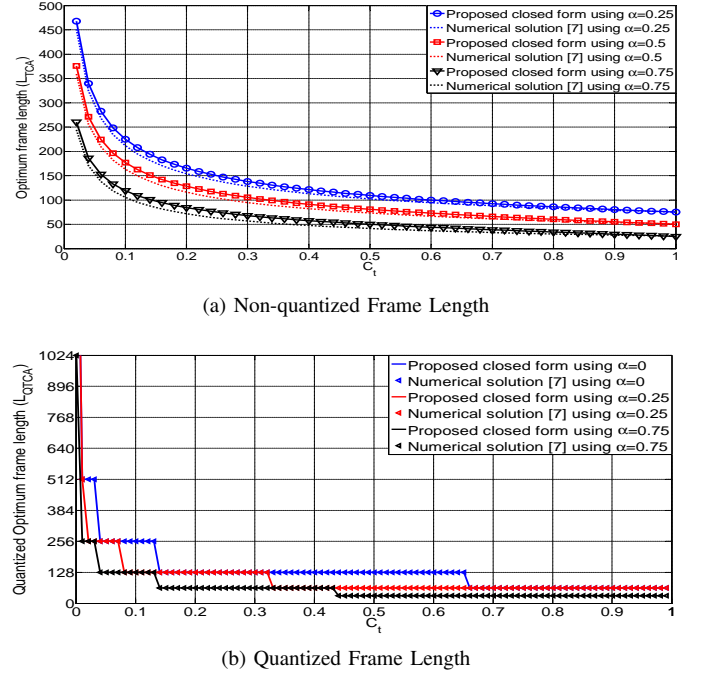 500
450
400
350
300
250
200
150
100
50
0
Optimum frame length (L_TCA)
Proposed closed form using α=0.25
Numerical solution [7] using α=0.25
Proposed closed form using α=0.5
Numerical solution [7] using α=0.5
Proposed closed form using α=0.75
Numerical solution [7] using α=0.75
0 0.1 0.2 0.3 0.4 0.5 0.6 0.7 0.8 0.9 1
C_t
(a) Non-quantized Frame Length
1024
896
768
640
512
384
256
128
0
Quantized Optimum frame length (L_QTCA)
Proposed closed form using α=0
Numerical solution [7] using α=0
Proposed closed form using α=0.25
Numerical solution [7] using α=0.25
Proposed closed form using α=0.75
Numerical solution [7] using α=0.75
0 0.1 0.2 0.3 0.4 0.5 0.6 0.7 0.8 0.9 1
C_t
(b) Quantized Frame Length